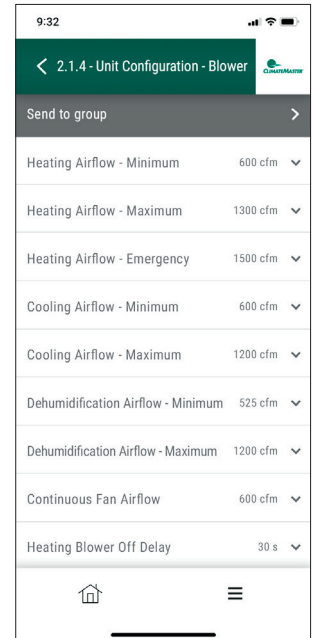 9:32
2.1.4 - Unit Configuration - Blower
CLIMATEMASTER
Send to group
Heating Airflow - Minimum 600 cfm
Heating Airflow - Maximum 1300 cfm
Heating Airflow - Emergency 1500 cfm
Cooling Airflow - Minimum 600 cfm
Cooling Airflow - Maximum 1200 cfm
Dehumidification Airflow - Minimum 525 cfm
Dehumidification Airflow - Maximum 1200 cfm
Continuous Fan Airflow 600 cfm
Heating Blower Off Delay 30 s